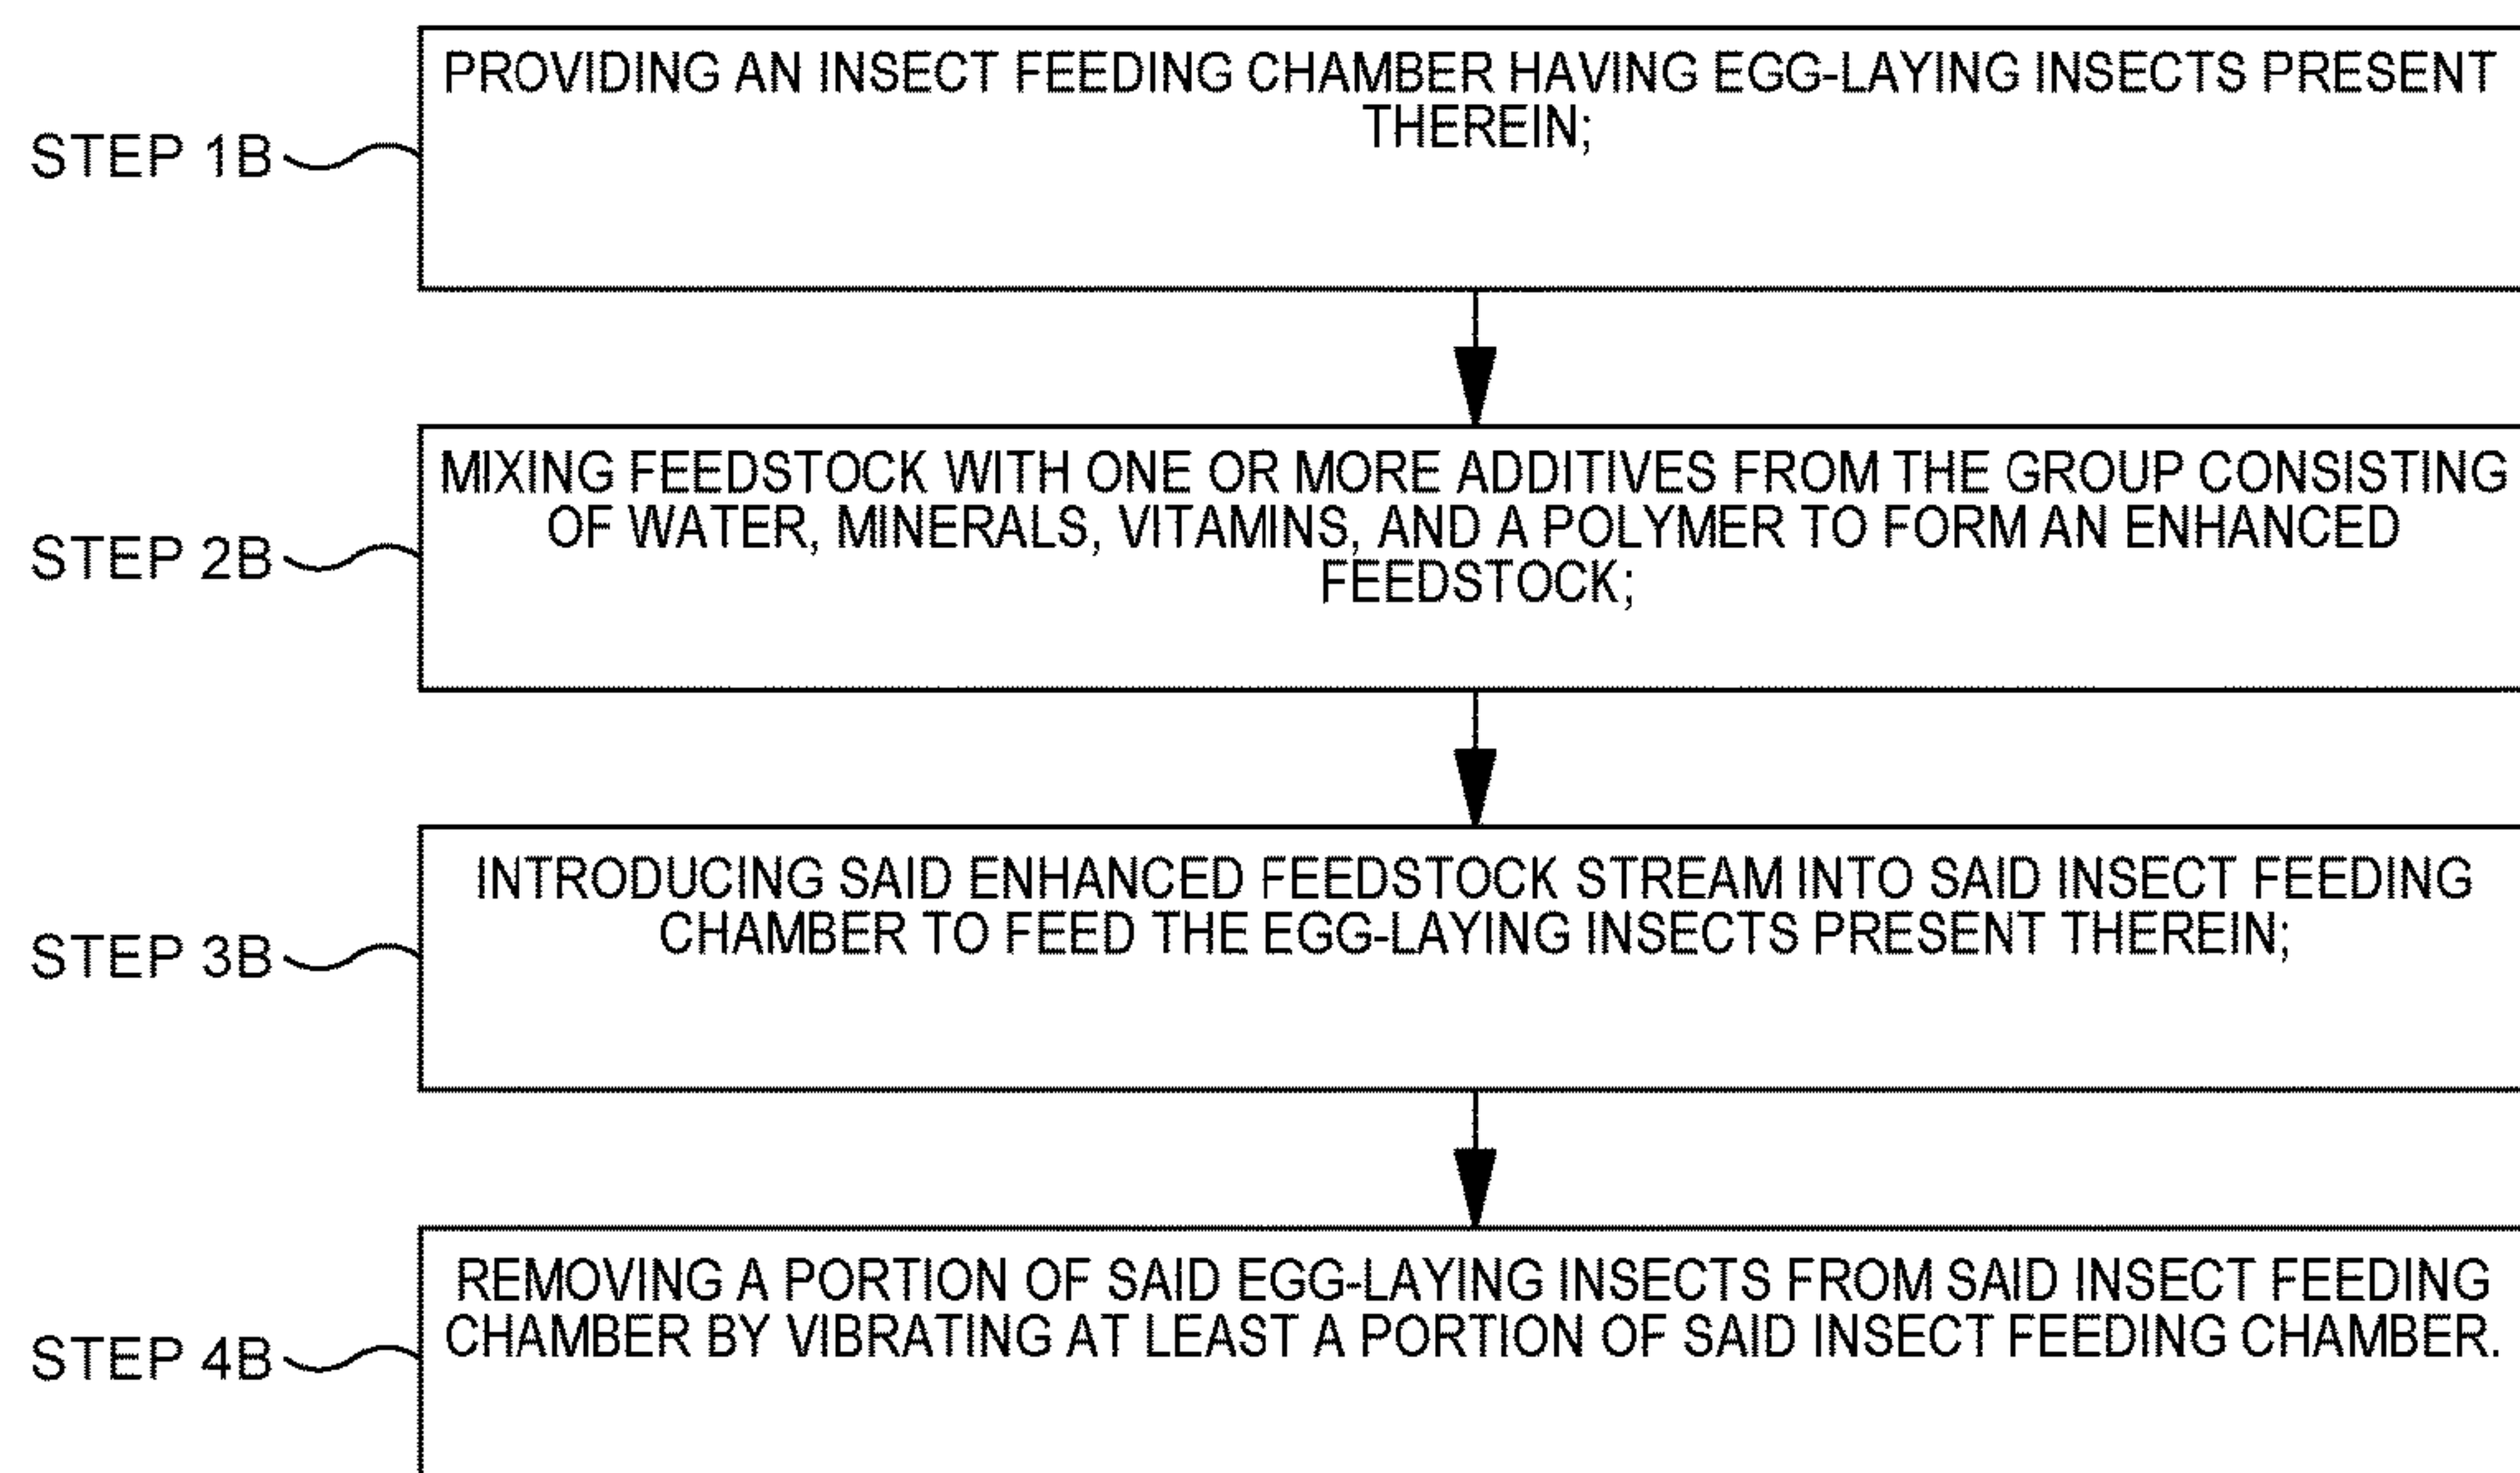 PROVIDING AN INSECT FEEDING CHAMBER HAVING EGG-LAYING INSECTS PRESENT
THEREIN;
STEP 1B
MIXING FEEDSTOCK WITH ONE OR MORE ADDITIVES FROM THE GROUP CONSISTING
OF WATER, MINERALS, VITAMINS, AND A POLYMER TO FORM AN ENHANCED
FEEDSTOCK;
STEP 2B
INTRODUCING SAID ENHANCED FEEDSTOCK STREAM INTO SAID INSECT FEEDING
CHAMBER TO FEED THE EGG-LAYING INSECTS PRESENT THEREIN;
STEP 3B
REMOVING A PORTION OF SAID EGG-LAYING INSECTS FROM SAID INSECT FEEDING
CHAMBER BY VIBRATING AT LEAST A PORTION OF SAID INSECT FEEDING CHAMBER.
STEP 4B